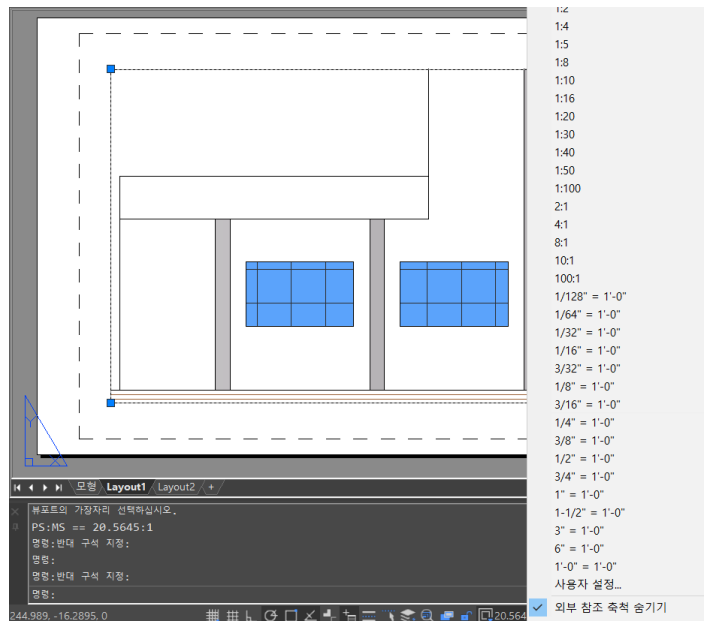 1:2
1:4
1:5
1:8
1:10
1:16
1:20
1:30
1:40
1:50
1:100
2:1
4:1
8:1
10:1
100:1
1/128" = 1'-0"
1/64" = 1'-0"
1/32" = 1'-0"
1/16" = 1'-0"
3/32" = 1'-0"
1/8" = 1'-0"
3/16" = 1'-0"
1/4" = 1'-0"
3/8" = 1'-0"
1/2" = 1'-0"
3/4" = 1'-0"
1" = 1'-0"
1-1/2" = 1'-0"
3" = 1'-0"
6" = 1'-0"
1'-0" = 1'-0"
사용자 설정...
외부 참조 축척 숨기기
Y
X
모형 Layout1 Layout2 +
뷰포트의 가장자리 선택하십시오.
PS:MS == 20.5645:1
명령:반대 구석 지정:
명령:
명령:반대 구석 지정:
명령:
244.989, -16.2895, 0
20.564